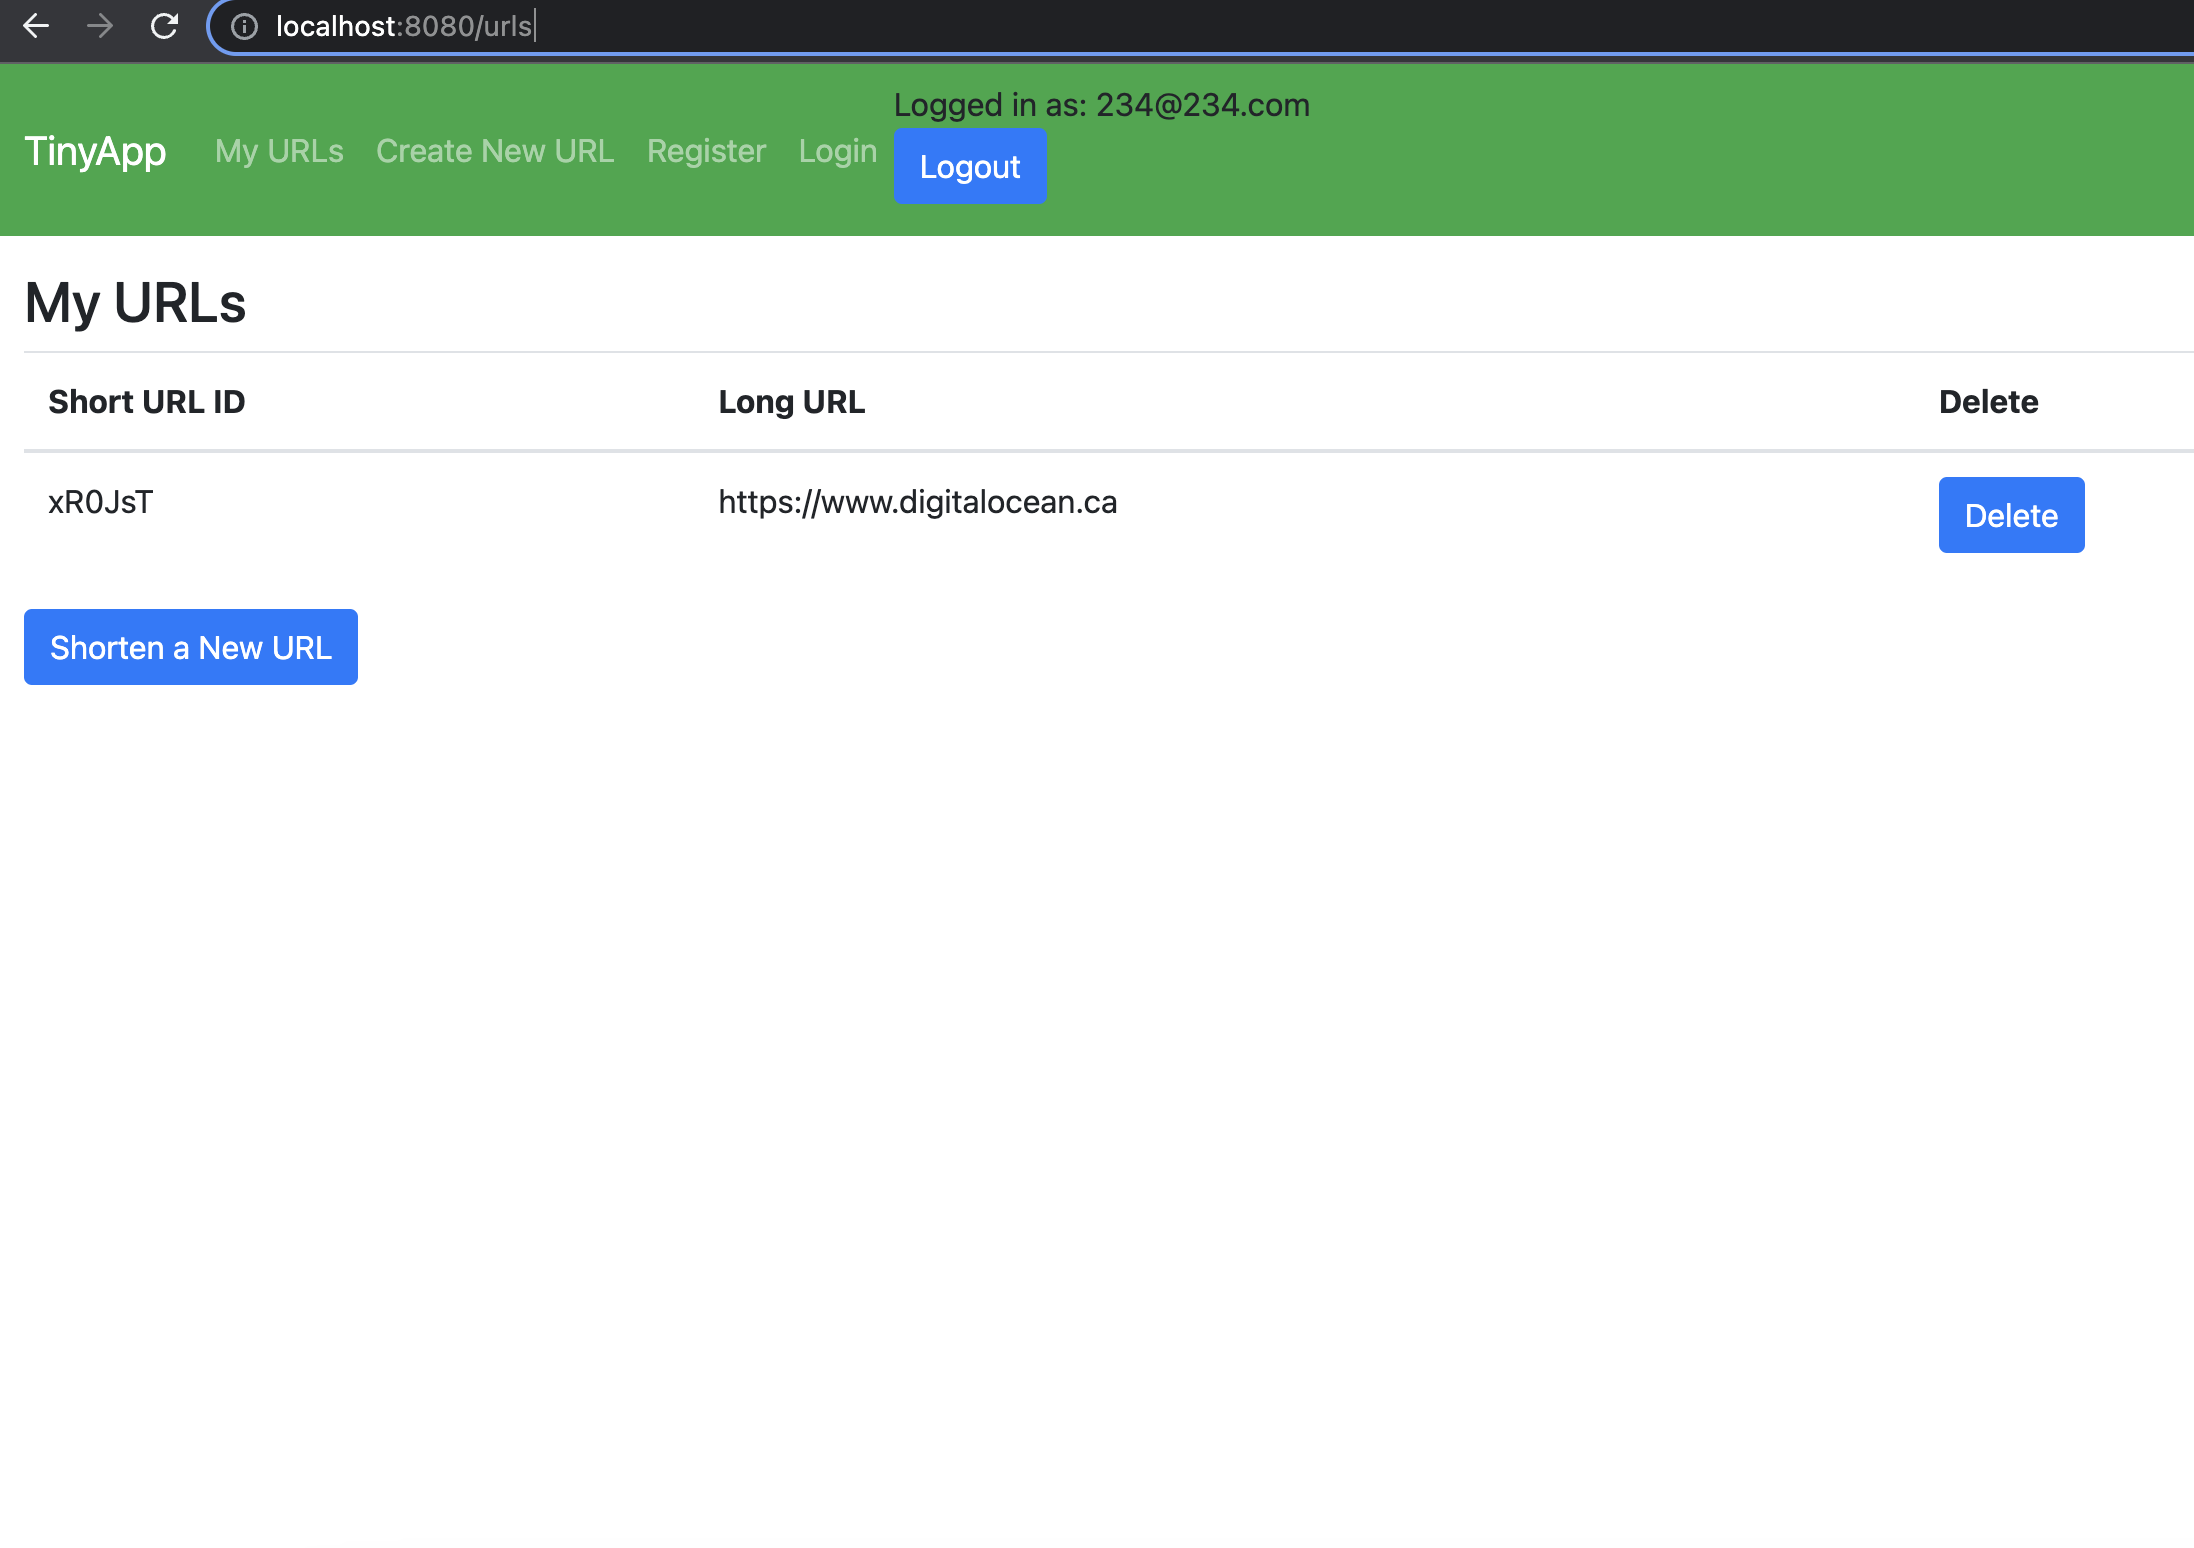 localhost:8080/urls
Logged in as: 234@234.com
TinyApp My URLs Create New URL Register Login Logout
My URLs
Short URL ID Long URL Delete
xR0JsT https://www.digitalocean.ca Delete
Shorten a New URL